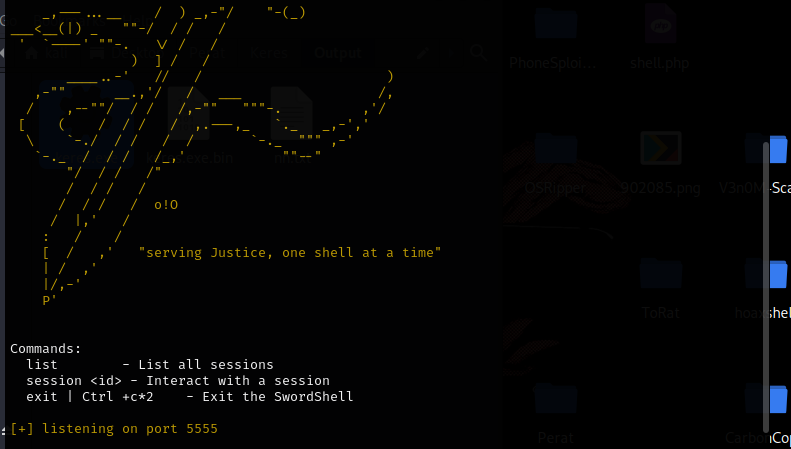 "serving Justice, one shell at a time"
Commands:
list - List all sessions
session <id> - Interact with a session
exit | Ctrl +c*2 - Exit the SwordShell
[+] listening on port 5555
o!O
Output
PhoneSploi...
shell.php
OSRipper
902085.png
V3n0M-Sca
ToRat
hoaxshel
Perat
CarbonCop